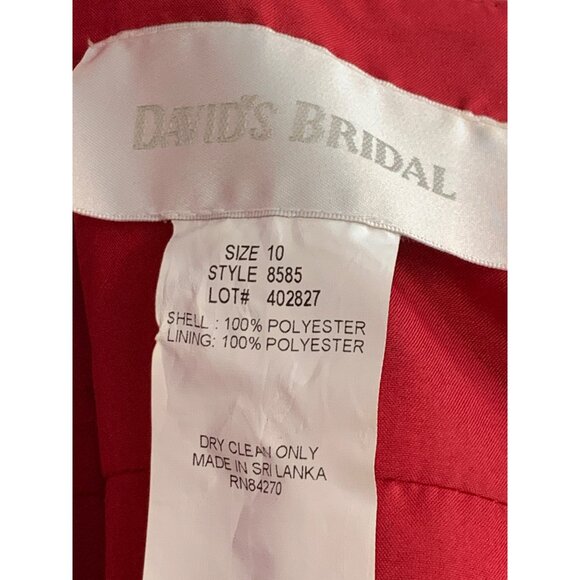 DAVID'S BRIDAL
SIZE 10
STYLE 8585
LOT# 402827
SHELL : 100% POLYESTER
LINING: 100% POLYESTER
DRY CLEAN ONLY
MADE IN SRI LANKA
RN84270